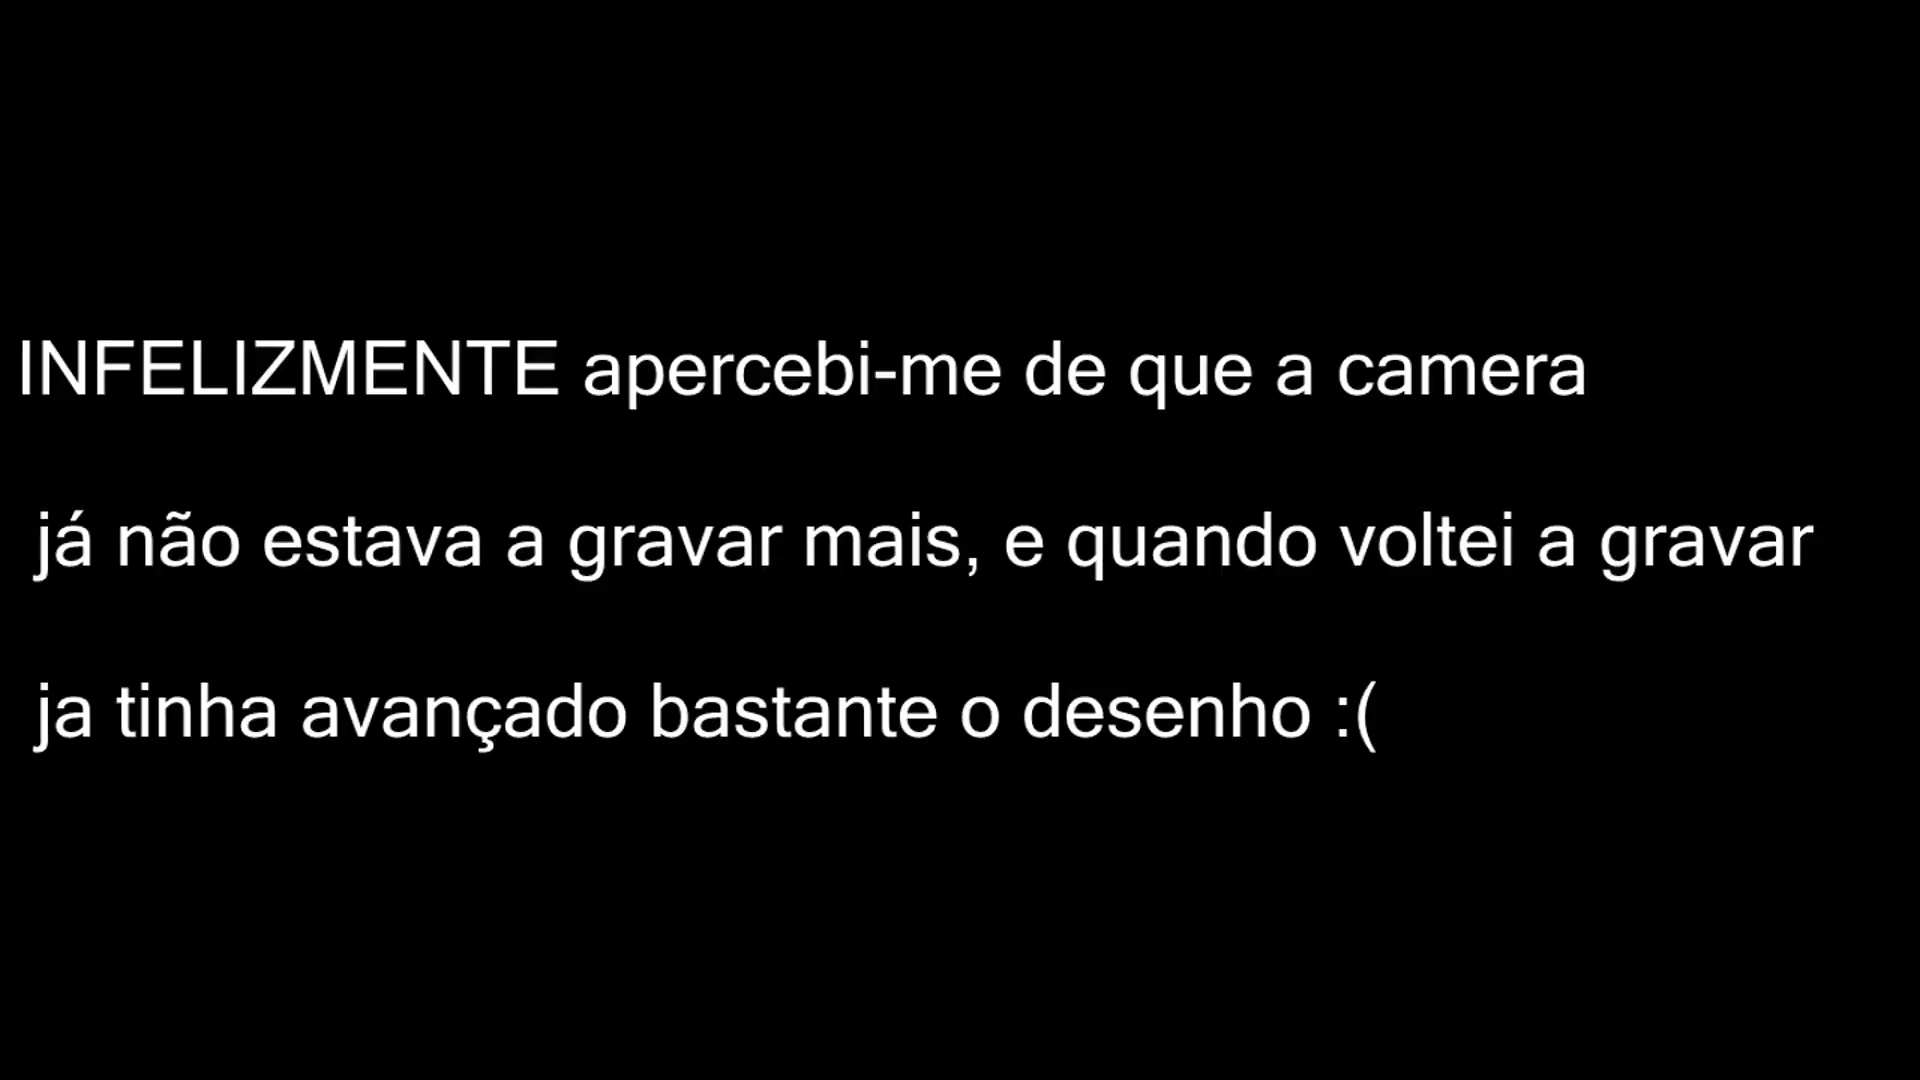 INFELIZMENTE apercebi-me de que a camera
já não estava a gravar mais, e quando voltei a gravar
ja tinha avançado bastante o desenho :(